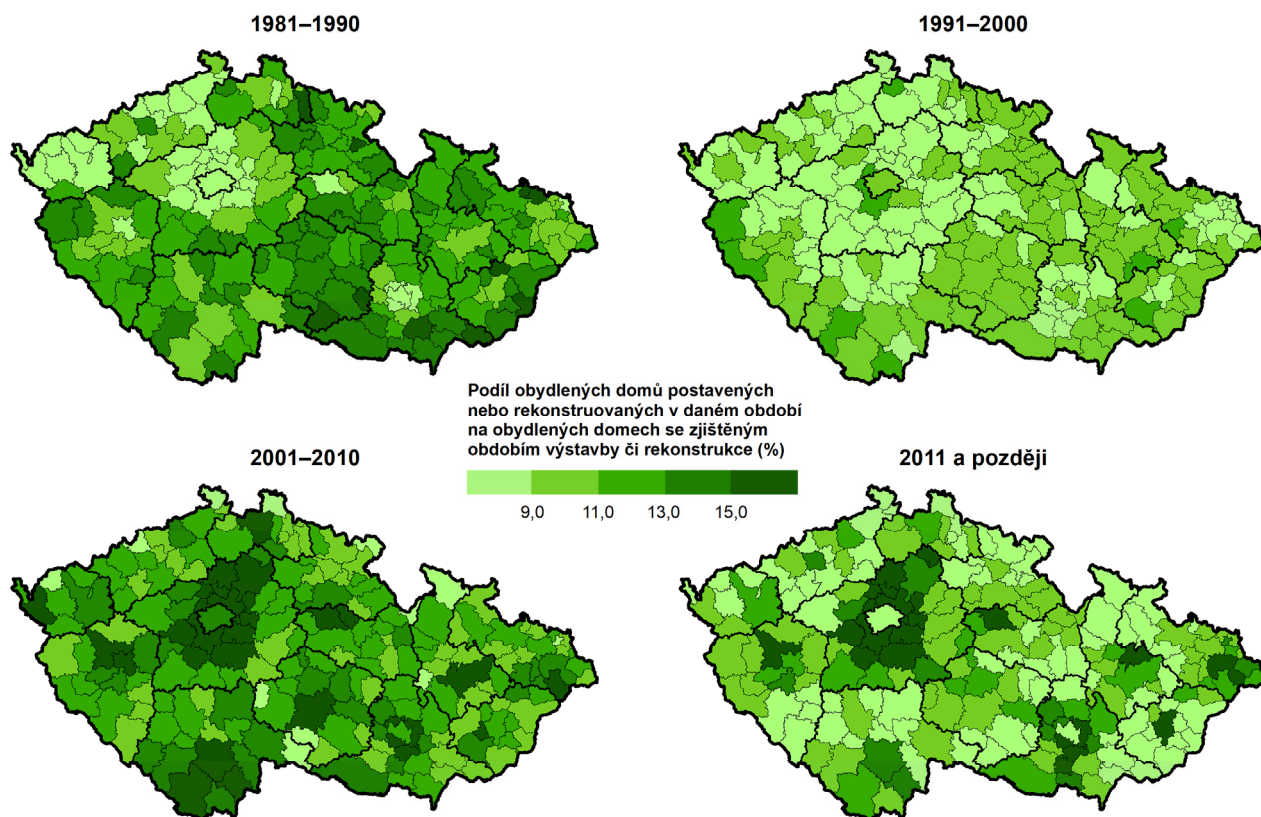 1981–1990
1991–2000
Podíl obydlených domů postavených
nebo rekonstruovaných v daném období
na obydlených domech se zjištěným
obdobím výstavby či rekonstrukce (%)
9,0 11,0 13,0 15,0
2001–2010
2011 a později